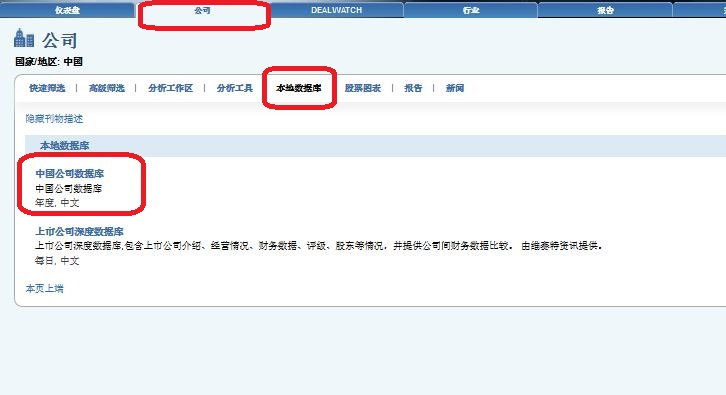 仪表盘 公司 DEALWATCH 行业 报告
公司
国家/地区: 中国
快速筛选 | 高级筛选 | 分析工作区 | 分析工具 本地数据库 股票图表 | 报告 | 新闻
隐藏刊物描述
本地数据库
中国公司数据库
中国公司数据库
年度, 中文
上市公司深度数据库
上市公司深度数据库,包含上市公司介绍、经营情况、财务数据、评级、股东等情况，并提供公司间财务数据比较。 由维赛特资讯提供。
每日, 中文
本页上端